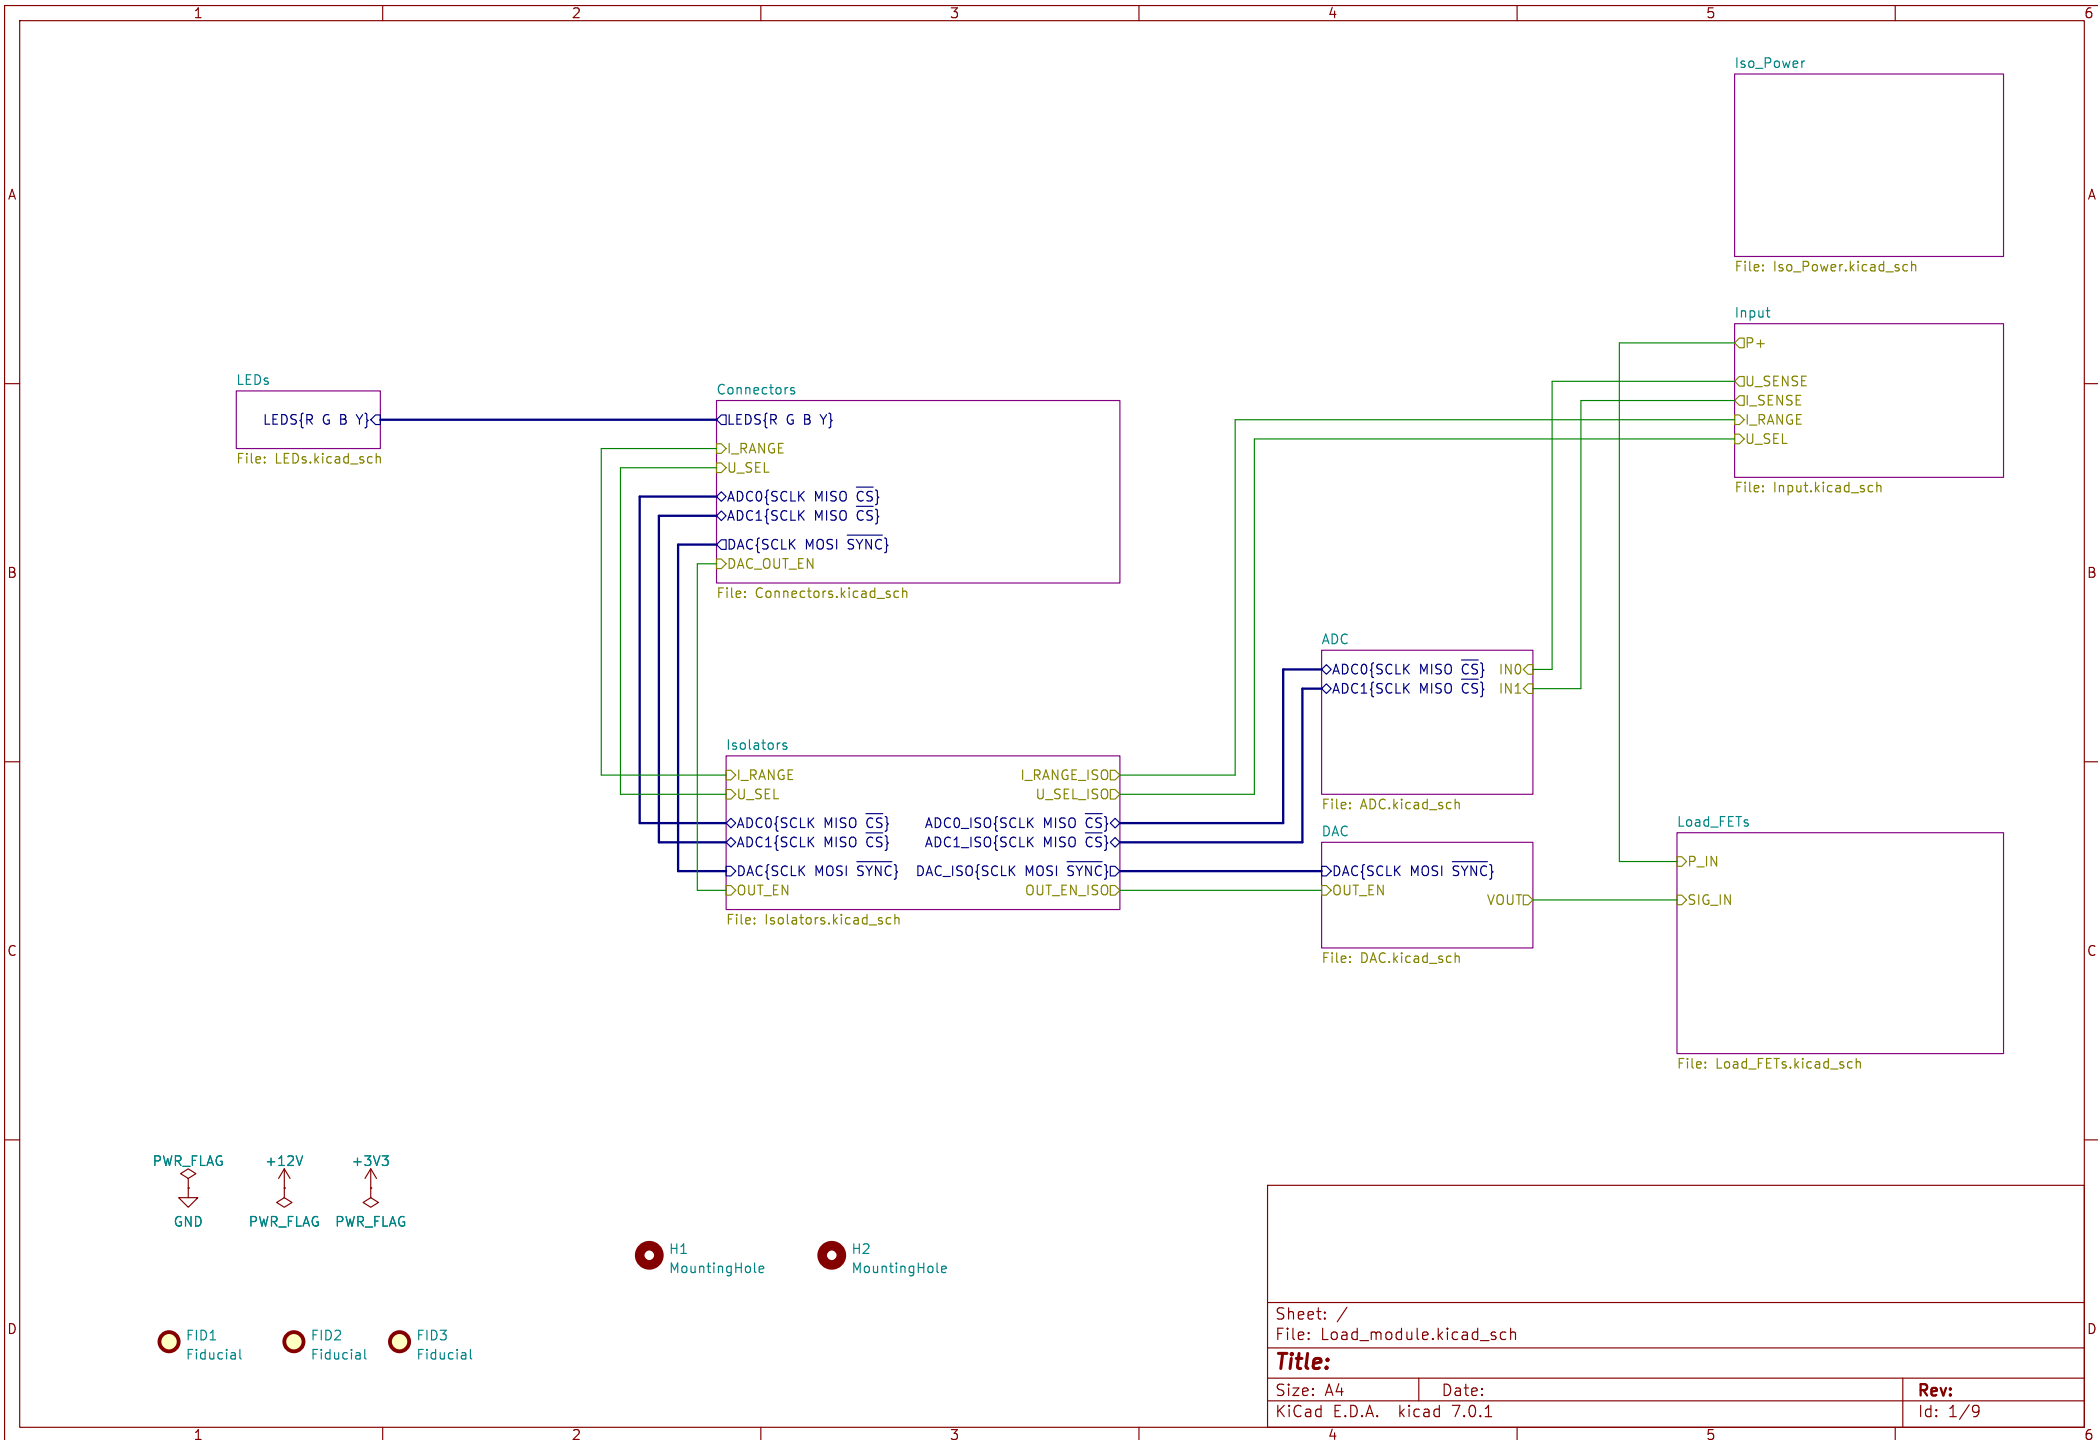 1 2 3 4 5 6
Iso_Power
A A
File: Iso_Power.kicad_sch
Input
P+
U_SENSE
I_SENSE
I_RANGE
U_SEL
File: Input.kicad_sch
LEDs
LEDS{R G B Y}
File: LEDs.kicad_sch
Connectors
LEDS{R G B Y}
I_RANGE
U_SEL
ADC0{SCLK MISO CS}
ADC1{SCLK MISO CS}
DAC{SCLK MOSI SYNC}
DAC_OUT_EN
File: Connectors.kicad_sch
B B
ADC
ADC0{SCLK MISO CS} IN0
ADC1{SCLK MISO CS} IN1
File: ADC.kicad_sch
Isolators
I_RANGE I_RANGE_ISO
U_SEL U_SEL_ISO
ADC0{SCLK MISO CS} ADC0_ISO{SCLK MISO CS}
ADC1{SCLK MISO CS} ADC1_ISO{SCLK MISO CS}
DAC{SCLK MOSI SYNC} DAC_ISO{SCLK MOSI SYNC}
OUT_EN OUT_EN_ISO
File: Isolators.kicad_sch
DAC
DAC{SCLK MOSI SYNC}
OUT_EN
VOUT
File: DAC.kicad_sch
Load_FETs
P_IN
SIG_IN
File: Load_FETs.kicad_sch
C C
PWR_FLAG +12V +3V3
GND PWR_FLAG PWR_FLAG
H1
MountingHole
H2
MountingHole
FID1
Fiducial
FID2
Fiducial
FID3
Fiducial
D D
Sheet: /
File: Load_module.kicad_sch
Title:
Size: A4 Date: Rev:
KiCad E.D.A. kicad 7.0.1 Id: 1/9
1 2 3 4 5 6